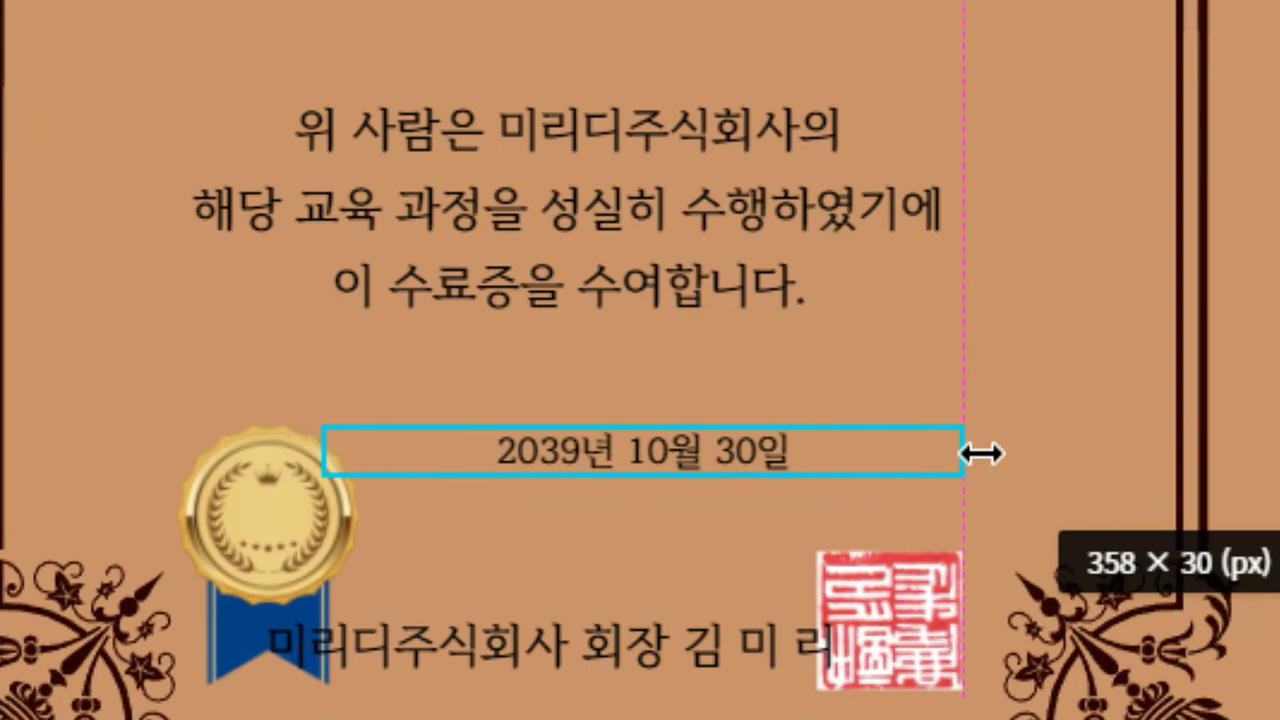 위 사람은 미리디주식회사의
해당 교육 과정을 성실히 수행하였기에
이 수료증을 수여합니다.
2039년 10월 30일
358 × 30 (px)
미리디주식회사 회장 김 미 리